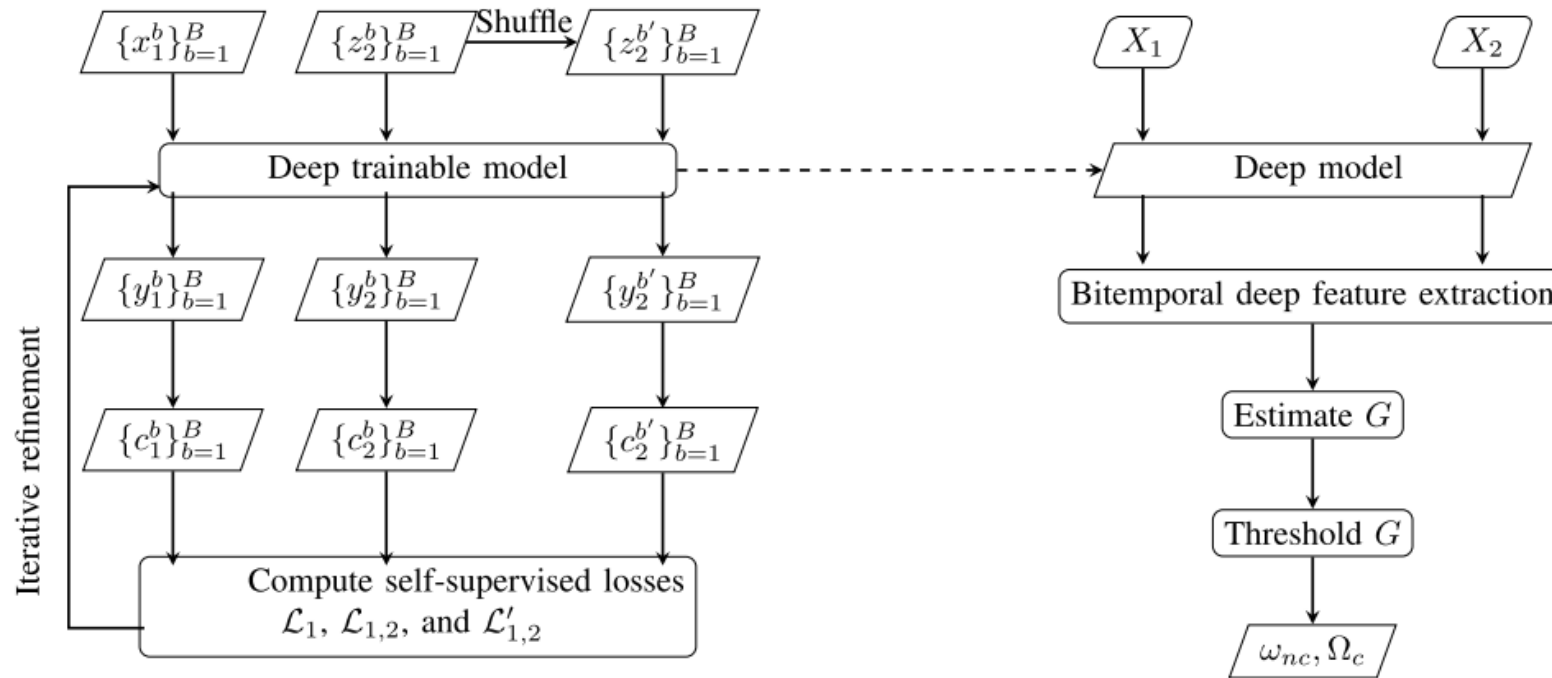 {x_1^b}_{b=1}^B
{z_2^b}_{b=1}^B
Shuffle
{z_2^{b'}}_{b=1}^B
Deep trainable model
{y_1^b}_{b=1}^B
{y_2^b}_{b=1}^B
{y_2^{b'}}_{b=1}^B
{c_1^b}_{b=1}^B
{c_2^b}_{b=1}^B
{c_2^{b'}}_{b=1}^B
Compute self-supervised losses
ℒ_1, ℒ_{1,2}, and ℒ'_{1,2}
Iterative refinement
X_1
X_2
Deep model
Bitemporal deep feature extraction
Estimate G
Threshold G
ω_{nc}, Ω_c